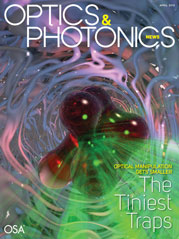 OPTICS &
PHOTONICS
NEWS
OPTICAL MANIPULATION
GETS SMALLER
The
Tiniest
Traps
OSA